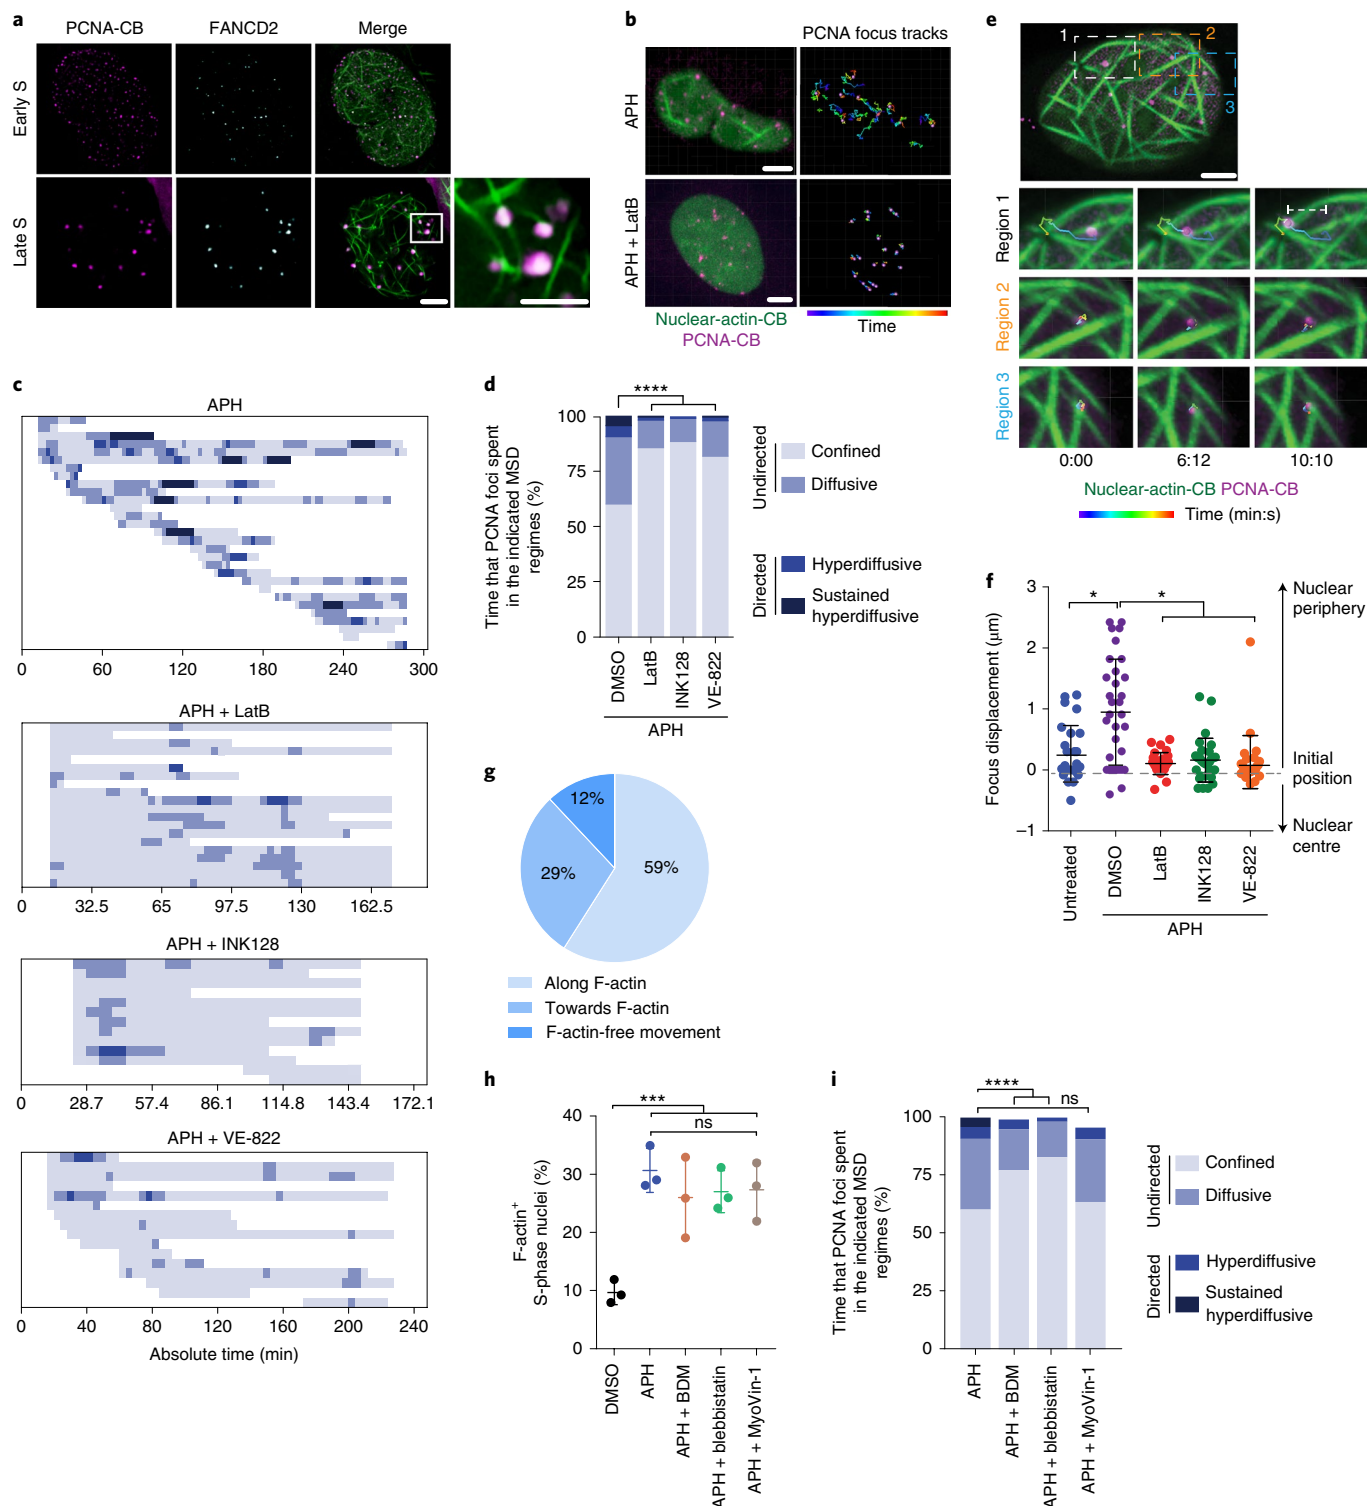 a
PCNA-CB
FANCD2
Merge
Early S
Late S
b
PCNA focus tracks
APH
APH + LatB
Nuclear-actin-CB
PCNA-CB
Time
e
1
2
3
Region 1
Region 2
Region 3
0:00
6:12
10:10
Nuclear-actin-CB PCNA-CB
Time (min:s)
c
APH
0 60 120 180 240 300
APH + LatB
0 32.5 65 97.5 130 162.5
APH + INK128
0 28.7 57.4 86.1 114.8 143.4 172.1
APH + VE-822
0 40 80 120 160 200 240
Absolute time (min)
d
****
Time that PCNA foci spent
in the indicated MSD
regimes (%)
100
75
50
25
0
DMSO
LatB
INK128
VE-822
APH
Undirected
Confined
Diffusive
Directed
Hyperdiffusive
Sustained
hyperdiffusive
f
Focus displacement (μm)
3
2
1
0
–1
*
*
Nuclear
periphery
Initial
position
Nuclear
centre
Untreated
DMSO
LatB
INK128
VE-822
APH
g
12%
29%
59%
Along F-actin
Towards F-actin
F-actin-free movement
h
F-actin+
S-phase nuclei (%)
40
30
20
10
0
***
ns
DMSO
APH
APH + BDM
APH + blebbistatin
APH + MyoVin-1
i
****
ns
Time that PCNA foci spent
in the indicated MSD
regimes (%)
100
75
50
25
0
APH
APH + BDM
APH + blebbistatin
APH + MyoVin-1
Undirected
Confined
Diffusive
Directed
Hyperdiffusive
Sustained
hyperdiffusive